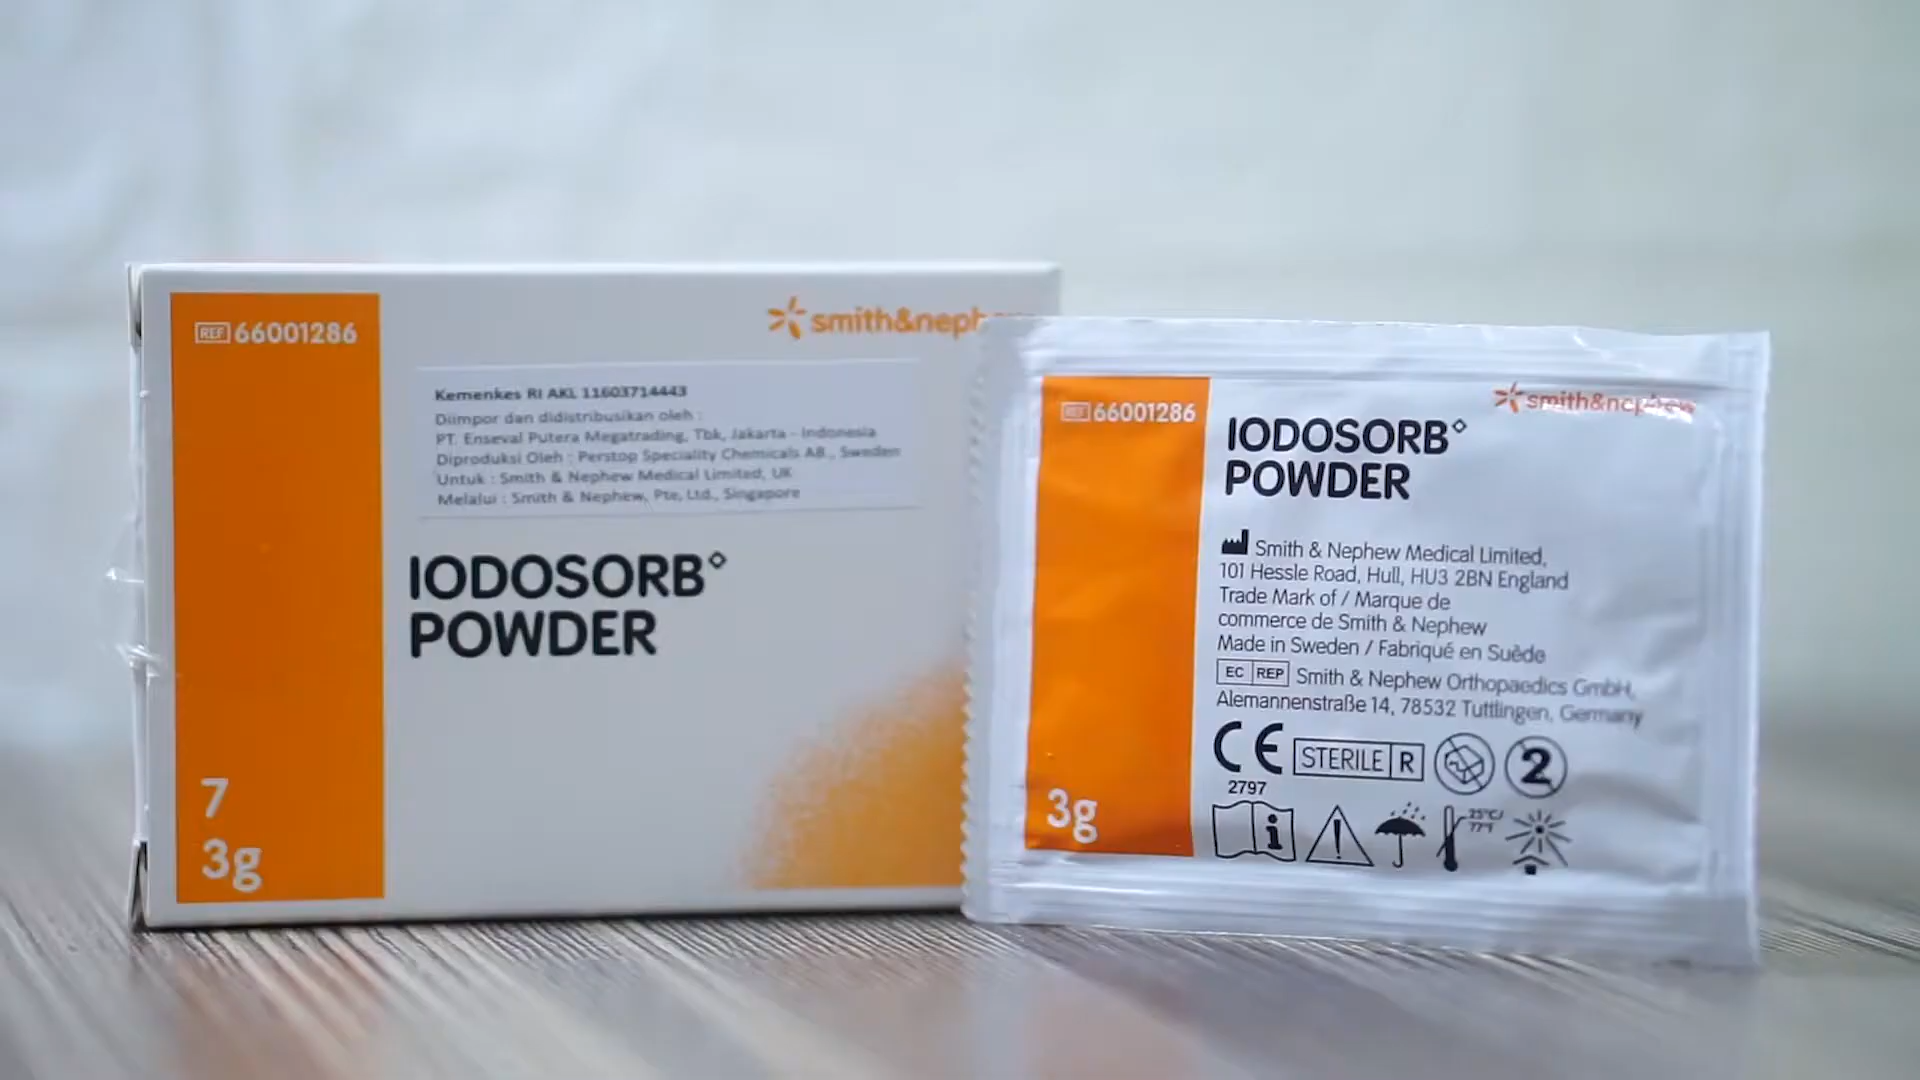 REF 66001286
smith&neph
Kemenkes RI AKL 11603714443
Diimpor dan didistribusikan oleh :
PT. Enseval Putera Megatrading, Tbk, Jakarta - Indonesia
Diproduksi Oleh : Perstop Speciality Chemicals AB., Sweden
Untuk : Smith & Nephew Medical Limited, UK
Melalui : Smith & Nephew, Pte, Ltd., Singapore
IODOSORB◊
POWDER
7
3g
REF 66001286
smith&nephew
IODOSORB◊
POWDER
Smith & Nephew Medical Limited,
101 Hessle Road, Hull, HU3 2BN England
Trade Mark of / Marque de
commerce de Smith & Nephew
Made in Sweden / Fabriqué en Suède
EC REP Smith & Nephew Orthopaedics GmbH,
Alemannenstraße 14, 78532 Tuttlingen, Germany
CE STERILE R 2
2797
3g
i ! 25°C/
77°F